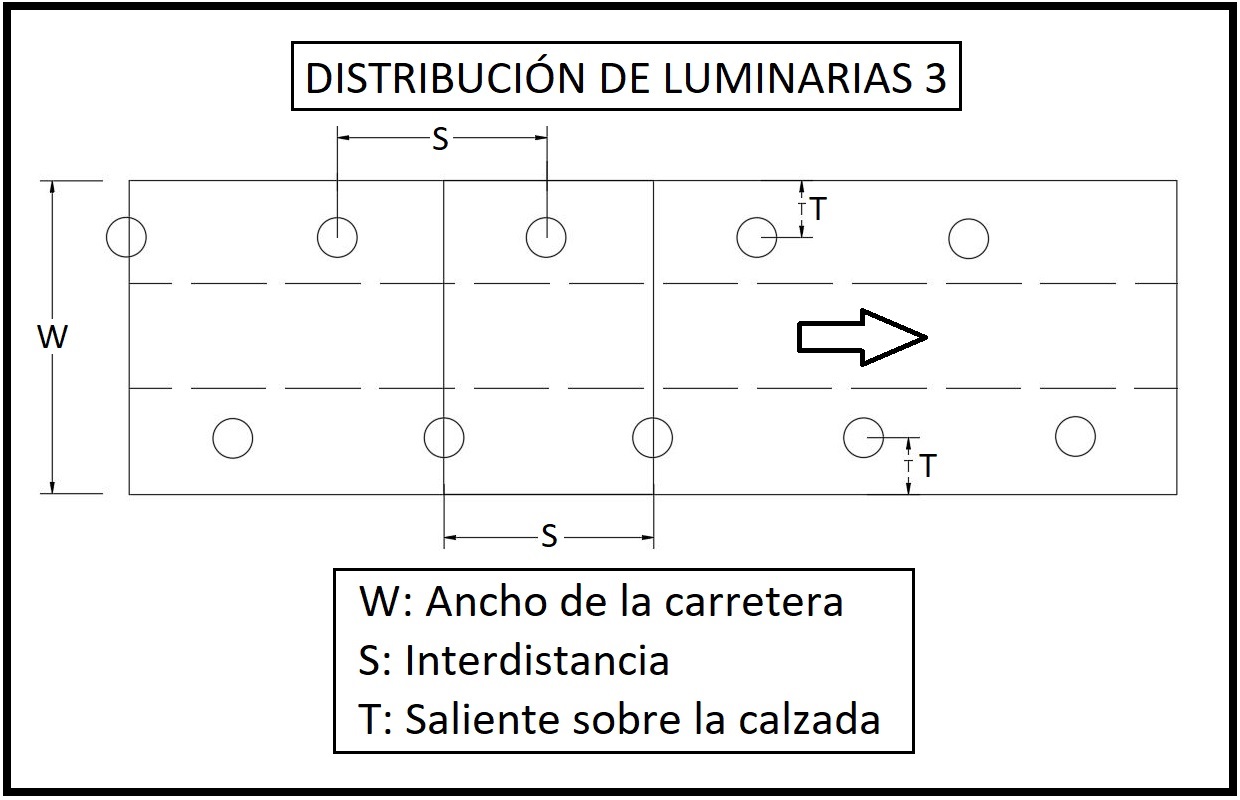 DISTRIBUCIÓN DE LUMINARIAS 3
S
T
W
T
S
W: Ancho de la carretera
S: Interdistancia
T: Saliente sobre la calzada